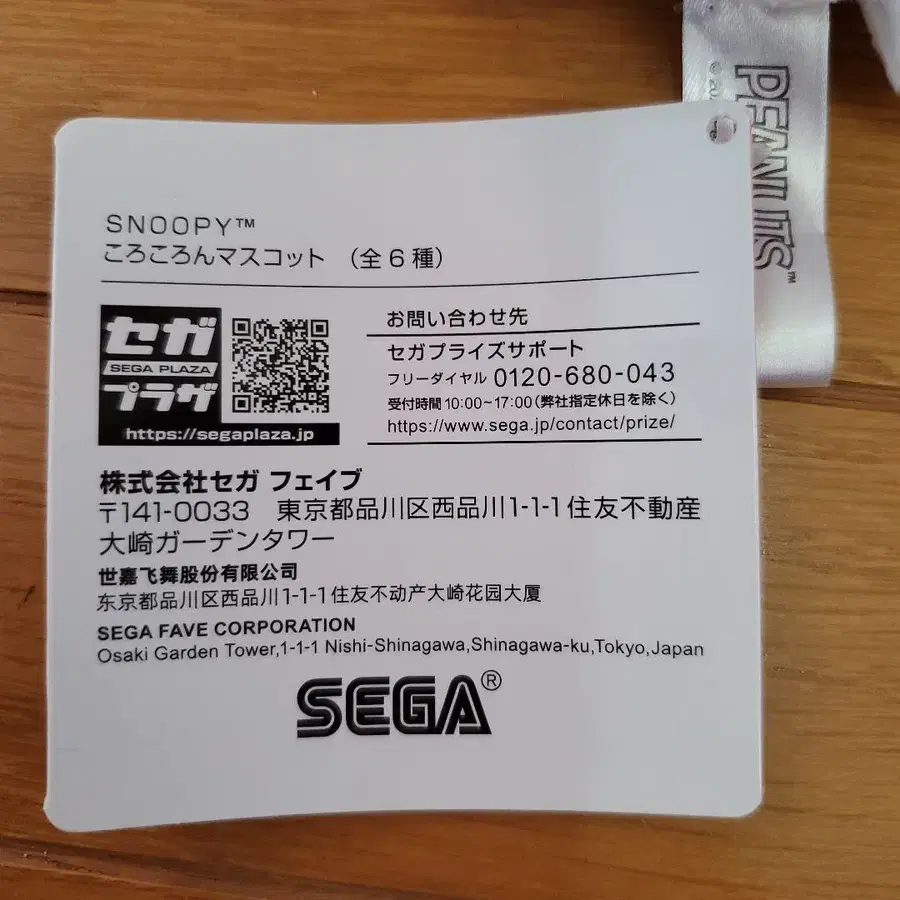 PEANUTS™
SNOOPY™
ころころんマスコット (全6種)
セガ
SEGA PLAZA
プラザ
https://segaplaza.jp
お問い合わせ先
セガプライズサポート
フリーダイヤル 0120-680-043
受付時間 10:00~17:00(弊社指定休日を除く)
https://www.sega.jp/contact/prize/
株式会社セガ フェイブ
〒141-0033 東京都品川区西品川1-1-1住友不動産
大崎ガーデンタワー
世嘉飞舞股份有限公司
东京都品川区西品川1-1-1住友不动产大崎花园大厦
SEGA FAVE CORPORATION
Osaki Garden Tower,1-1-1 Nishi-Shinagawa,Shinagawa-ku,Tokyo,Japan
SEGA®